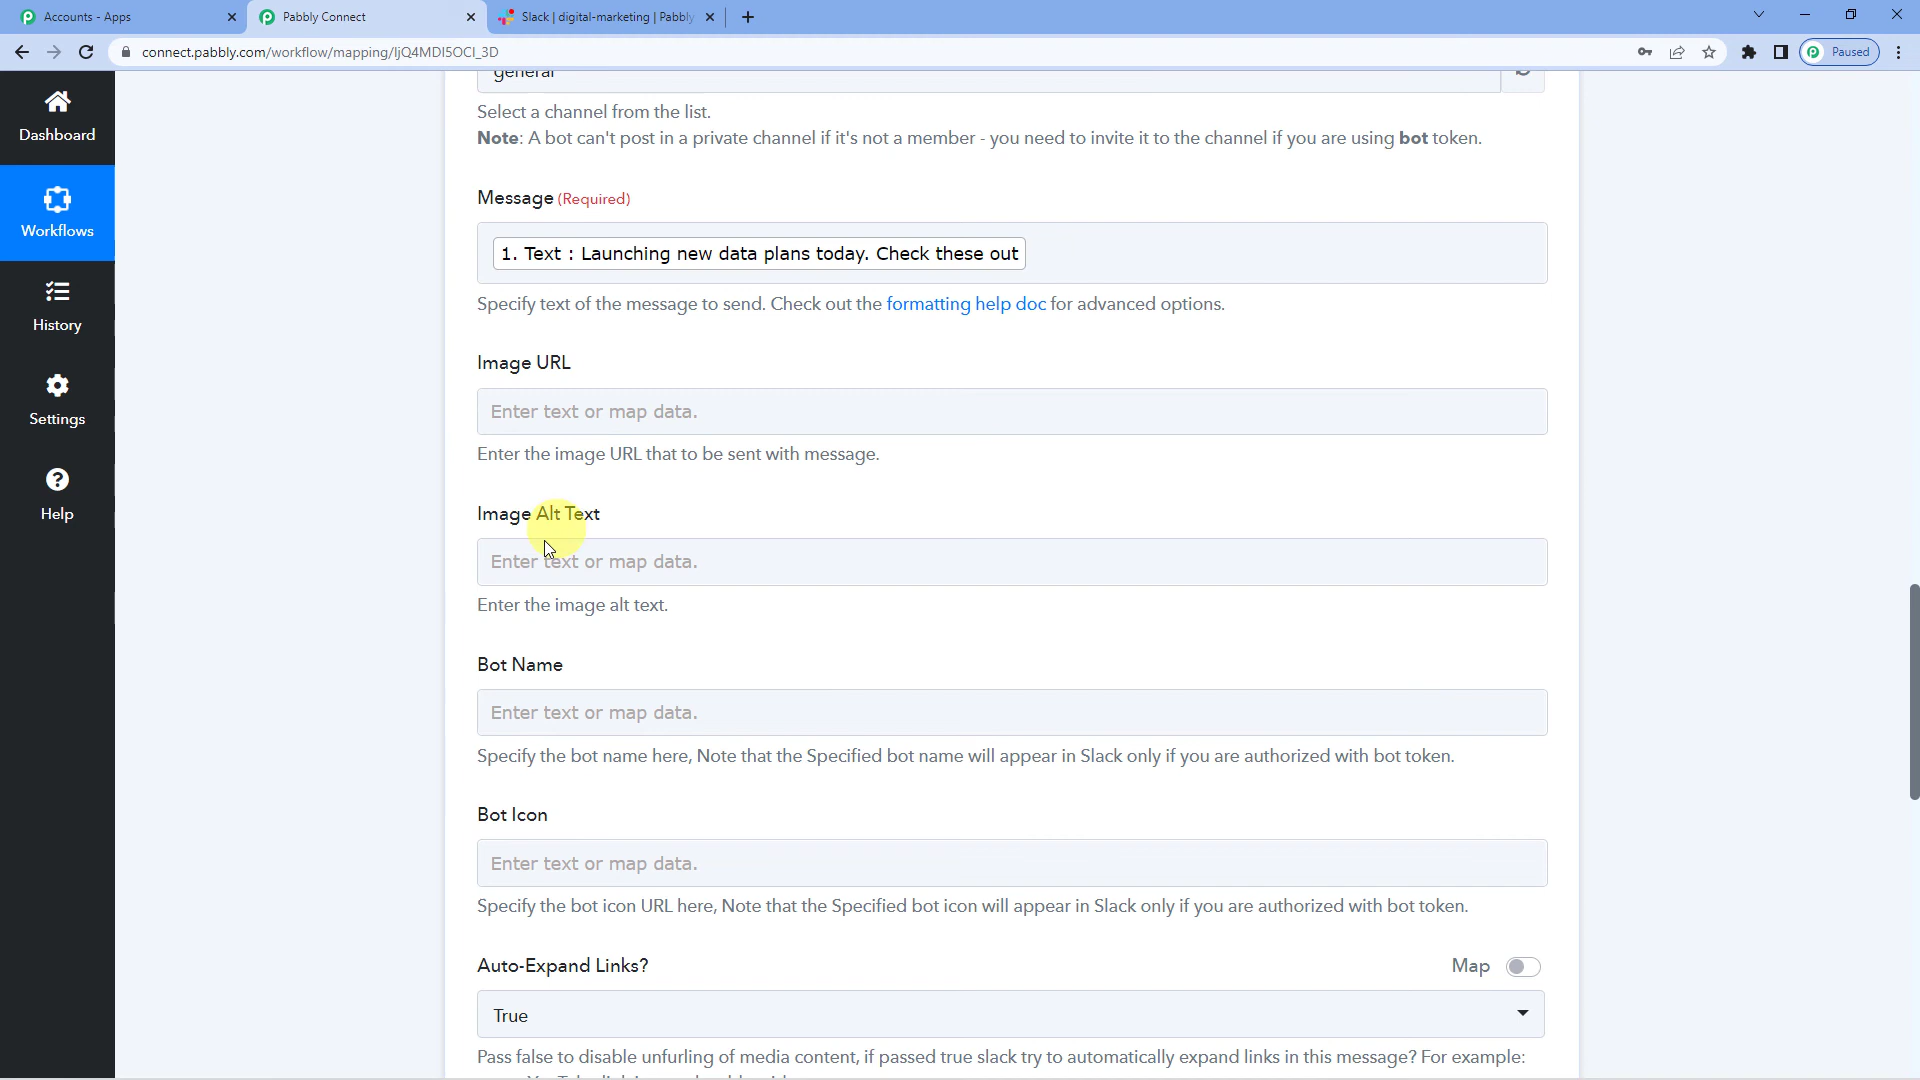 Accounts - Apps
Pabbly Connect
Slack | digital-marketing | Pabbly
connect.pabbly.com/workflow/mapping/IjQ4MDI5OCI_3D
Paused
Dashboard
Workflows
History
Settings
Help
general
Select a channel from the list.
Note: A bot can't post in a private channel if it's not a member - you need to invite it to the channel if you are using bot token.
Message (Required)
1. Text : Launching new data plans today. Check these out
Specify text of the message to send. Check out the formatting help doc for advanced options.
Image URL
Enter text or map data.
Enter the image URL that to be sent with message.
Image Alt Text
Enter text or map data.
Enter the image alt text.
Bot Name
Enter text or map data.
Specify the bot name here, Note that the Specified bot name will appear in Slack only if you are authorized with bot token.
Bot Icon
Enter text or map data.
Specify the bot icon URL here, Note that the Specified bot icon will appear in Slack only if you are authorized with bot token.
Auto-Expand Links?
Map
True
Pass false to disable unfurling of media content, if passed true slack try to automatically expand links in this message? For example: